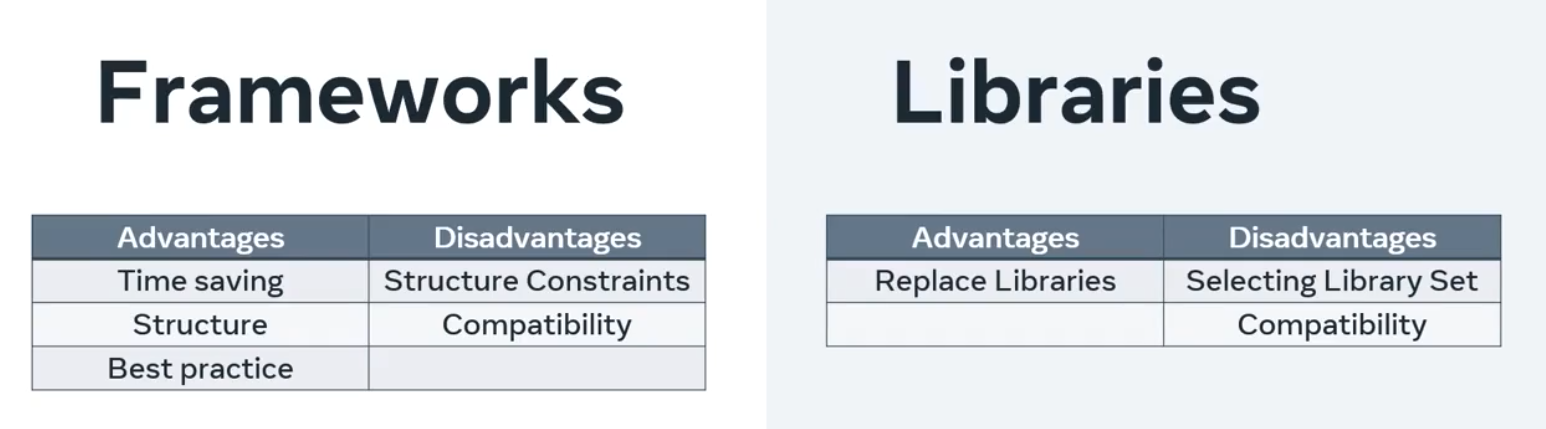 Frameworks
Advantages Disadvantages
Time saving Structure Constraints
Structure Compatibility
Best practice
Libraries
Advantages Disadvantages
Replace Libraries Selecting Library Set
Compatibility